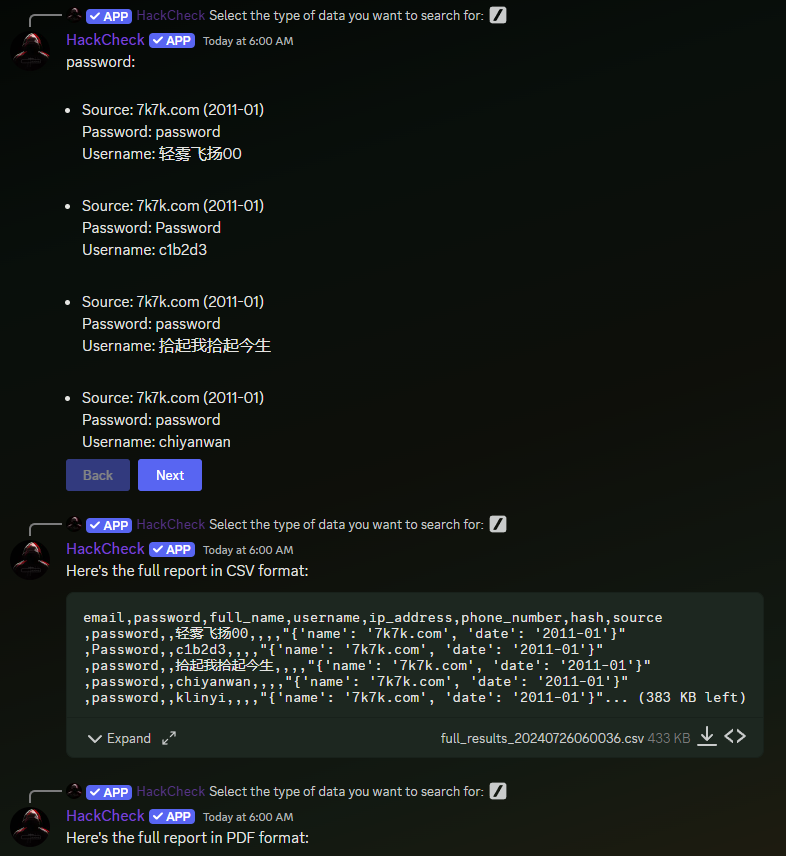 ✓ APP HackCheck Select the type of data you want to search for:
HackCheck ✓ APP Today at 6:00 AM
password:
• Source: 7k7k.com (2011-01)
Password: password
Username: 轻雾飞扬00
• Source: 7k7k.com (2011-01)
Password: Password
Username: c1b2d3
• Source: 7k7k.com (2011-01)
Password: password
Username: 拾起我拾起今生
• Source: 7k7k.com (2011-01)
Password: password
Username: chiyanwan
Back Next
✓ APP HackCheck Select the type of data you want to search for:
HackCheck ✓ APP Today at 6:00 AM
Here's the full report in CSV format:
email,password,full_name,username,ip_address,phone_number,hash,source
,password,,轻雾飞扬00,,,,"{'name': '7k7k.com', 'date': '2011-01'}"
,Password,,c1b2d3,,,,"{'name': '7k7k.com', 'date': '2011-01'}"
,password,,拾起我拾起今生,,,,"{'name': '7k7k.com', 'date': '2011-01'}"
,password,,chiyanwan,,,,"{'name': '7k7k.com', 'date': '2011-01'}"
,password,,klinyi,,,,"{'name': '7k7k.com', 'date': '2011-01'}"... (383 KB left)
Expand full_results_20240726060036.csv 433 KB
✓ APP HackCheck Select the type of data you want to search for:
HackCheck ✓ APP Today at 6:00 AM
Here's the full report in PDF format: